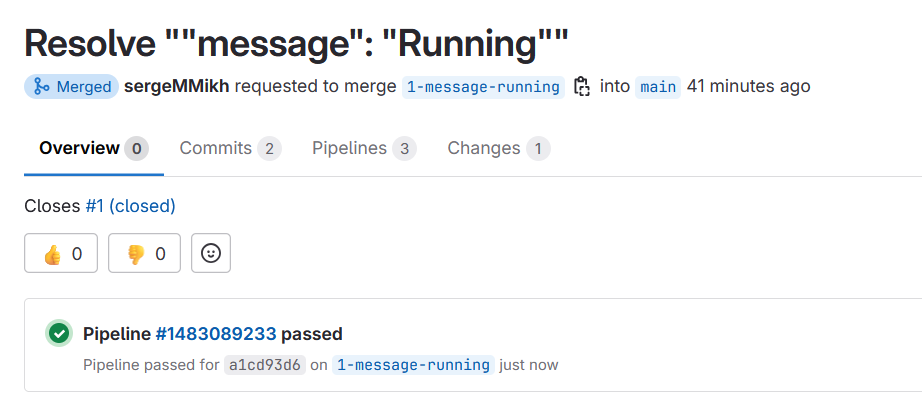 Resolve ""message": "Running""
Merged sergeMMikh requested to merge 1-message-running into main 41 minutes ago
Overview 0 Commits 2 Pipelines 3 Changes 1
Closes #1 (closed)
0 0
Pipeline #1483089233 passed
Pipeline passed for a1cd93d6 on 1-message-running just now